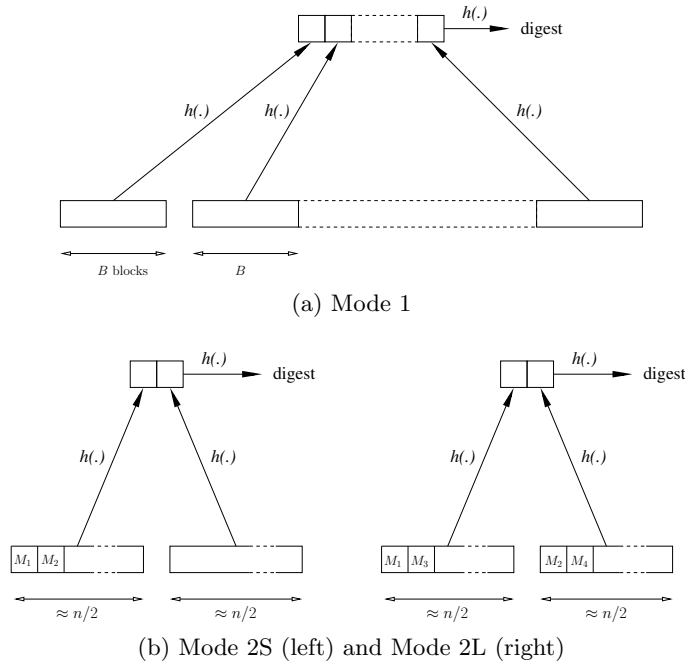 h(.)
digest
h(.) h(.) h(.)
B blocks B
(a) Mode 1
h(.) h(.)
digest digest
h(.) h(.) h(.) h(.)
M₁ M₂ M₁ M₃ M₂ M₄
≈ n/2 ≈ n/2 ≈ n/2 ≈ n/2
(b) Mode 2S (left) and Mode 2L (right)